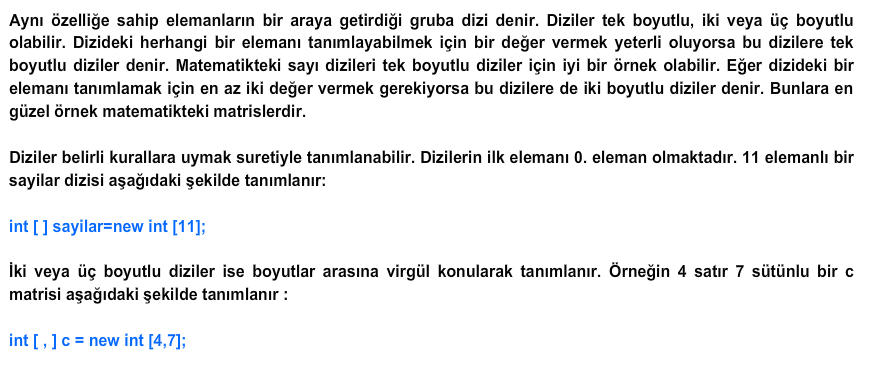 Aynı özelliğe sahip elemanların bir araya getirdiği gruba dizi denir. Diziler tek boyutlu, iki veya üç boyutlu
olabilir. Dizideki herhangi bir elemanı tanımlayabilmek için bir değer vermek yeterli oluyorsa bu dizilere tek
boyutlu diziler denir. Matematikteki sayı dizileri tek boyutlu diziler için iyi bir örnek olabilir. Eğer dizideki bir
elemanı tanımlamak için en az iki değer vermek gerekiyorsa bu dizilere de iki boyutlu diziler denir. Bunlara en
güzel örnek matematikteki matrislerdir.
Diziler belirli kurallara uymak suretiyle tanımlanabilir. Dizilerin ilk elemanı 0. eleman olmaktadır. 11 elemanlı bir
sayilar dizisi aşağıdaki şekilde tanımlanır:
int [ ] sayilar=new int [11];
İki veya üç boyutlu diziler ise boyutlar arasına virgül konularak tanımlanır. Örneğin 4 satır 7 sütünlu bir c
matrisi aşağıdaki şekilde tanımlanır :
int [ , ] c = new int [4,7];